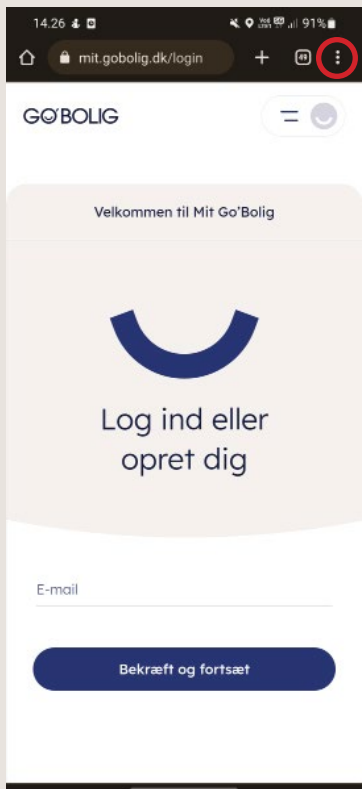 14.26 91%
mit.gobolig.dk/login 49
GO'BOLIG
Velkommen til Mit Go'Bolig
Log ind eller
opret dig
E-mail
Bekræft og fortsæt